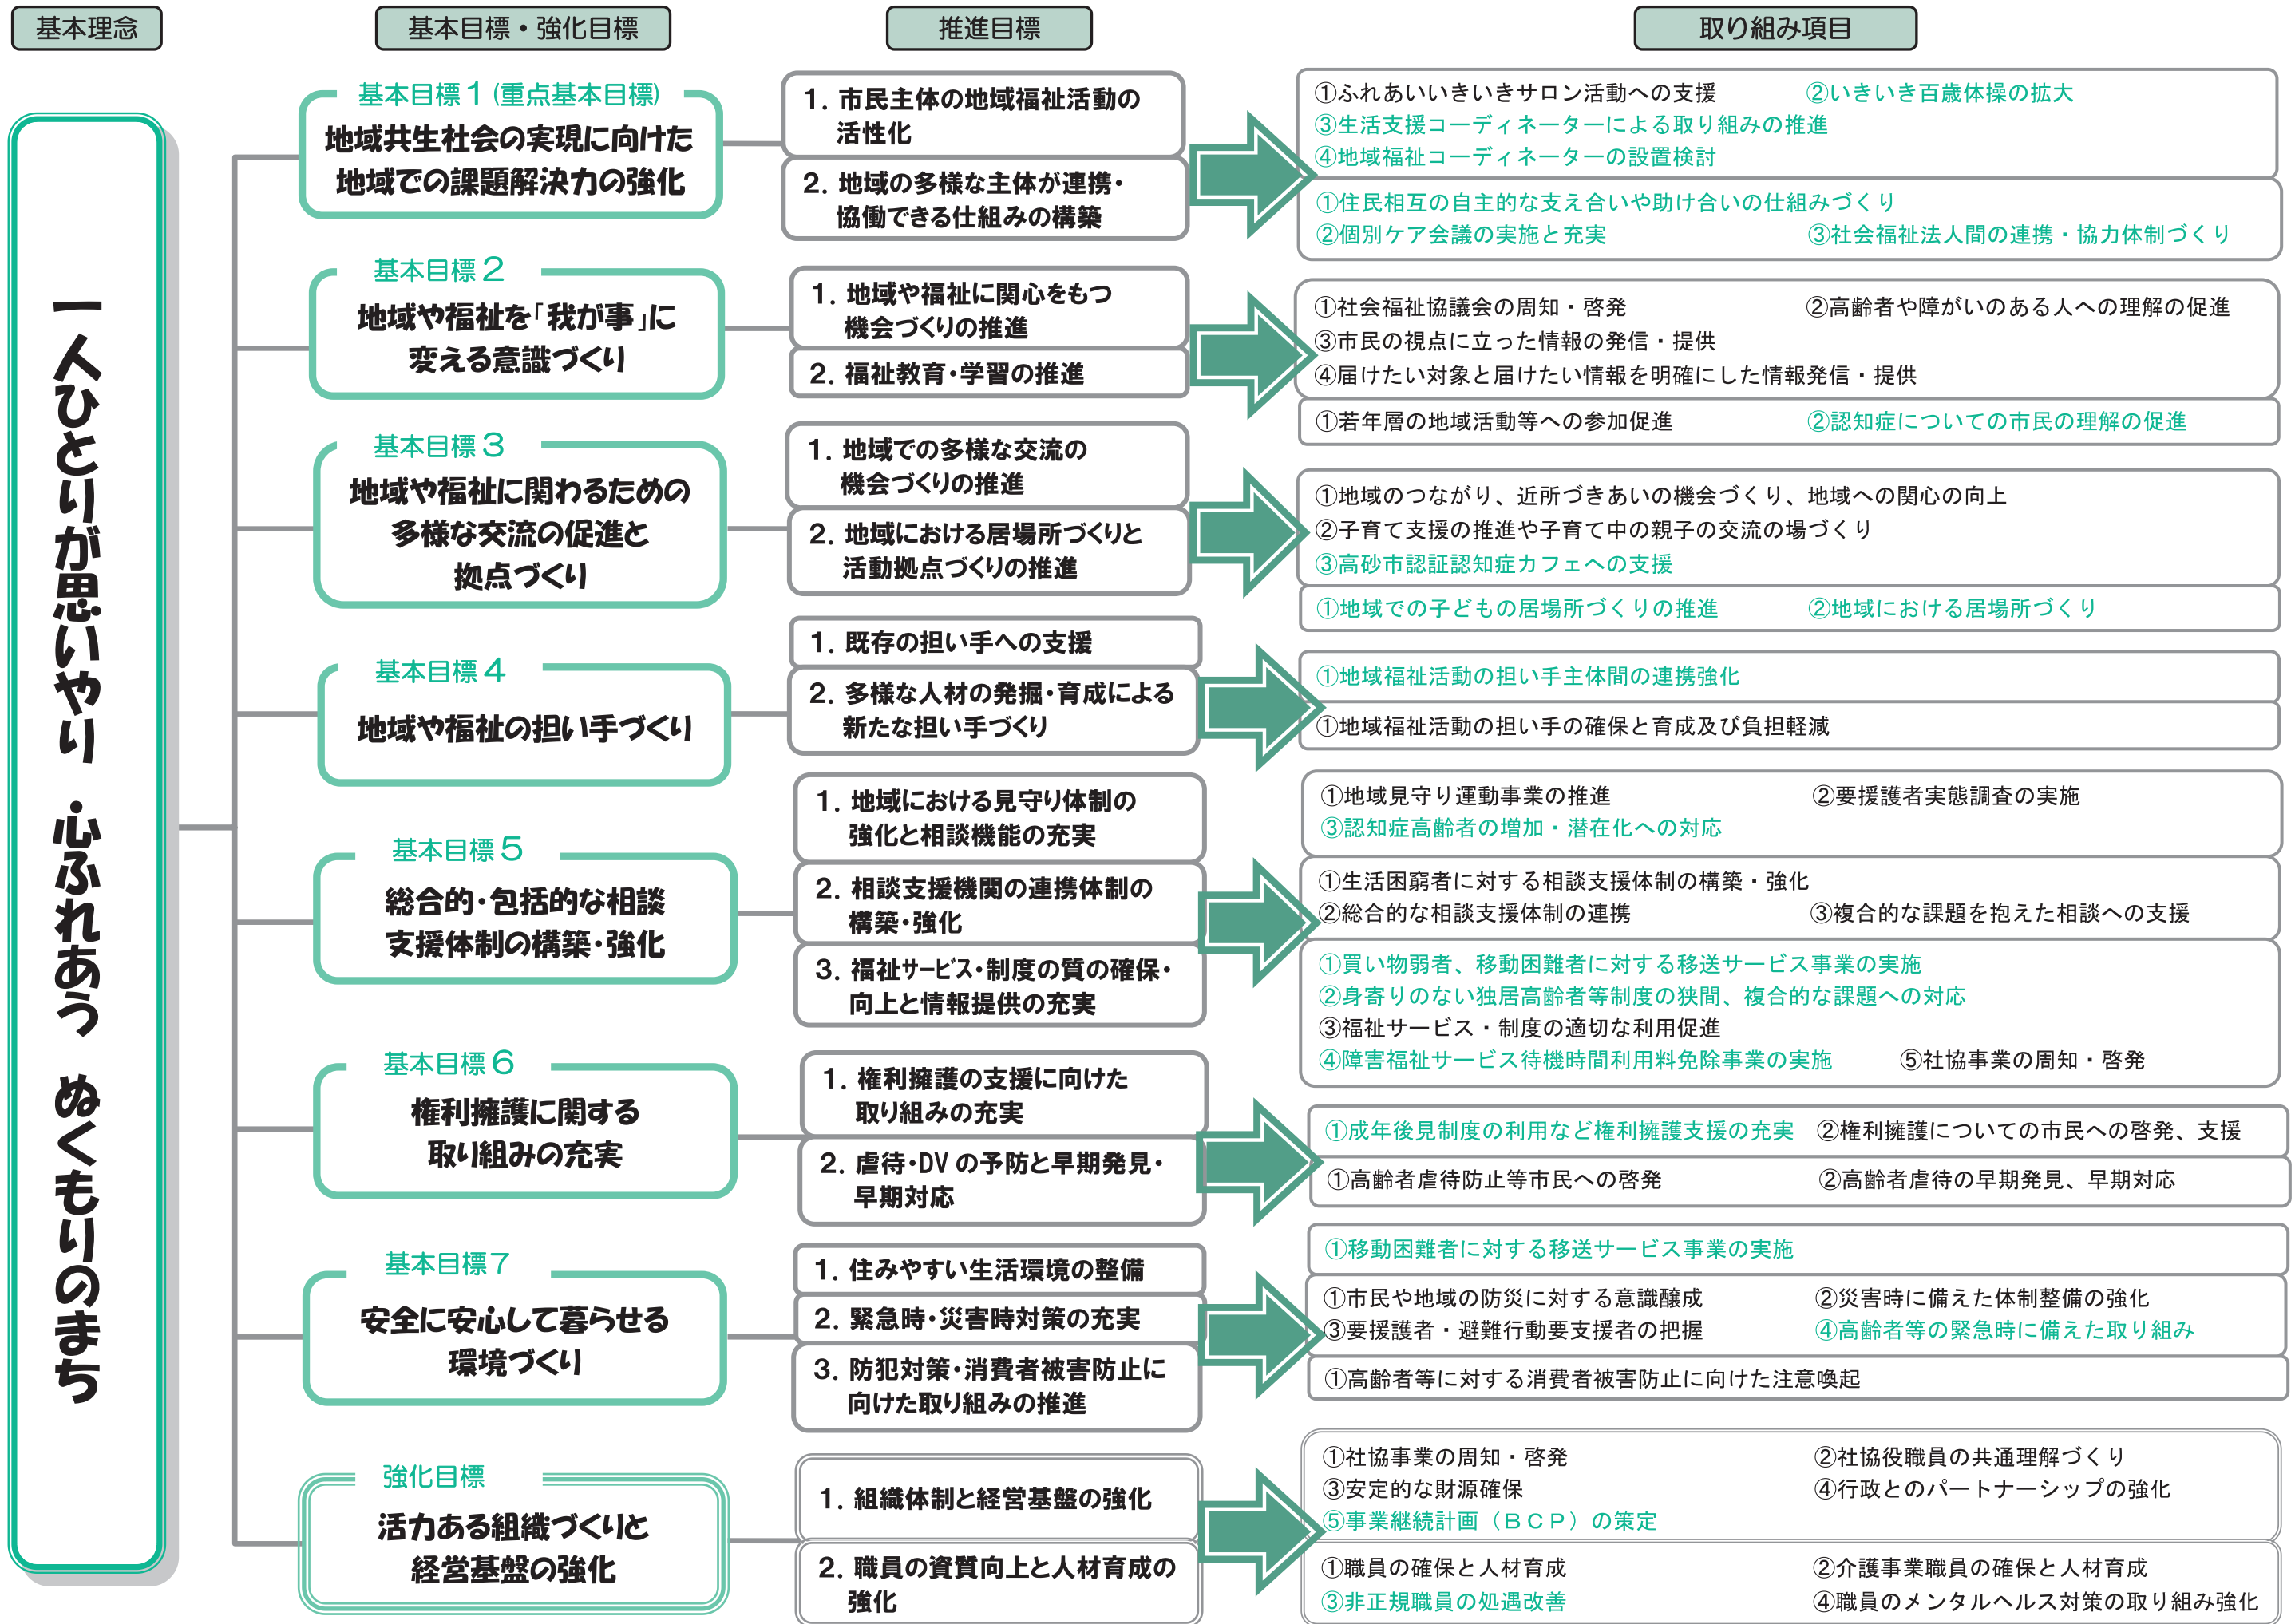 基本理念
基本目標・強化目標
推進目標
取り組み項目
一人ひとりが思いやり 心ふれあう ぬくもりのまち
基本目標1(重点基本目標)
地域共生社会の実現に向けた
地域での課題解決力の強化
1. 市民主体の地域福祉活動の
活性化
2. 地域の多様な主体が連携・
協働できる仕組みの構築
①ふれあいいきいきサロン活動への支援 ②いきいき百歳体操の拡大
③生活支援コーディネーターによる取り組みの推進
④地域福祉コーディネーターの設置検討
①住民相互の自主的な支え合いや助け合いの仕組みづくり
②個別ケア会議の実施と充実 ③社会福祉法人間の連携・協力体制づくり
基本目標2
地域や福祉を「我が事」に
変える意識づくり
1. 地域や福祉に関心をもつ
機会づくりの推進
2. 福祉教育・学習の推進
①社会福祉協議会の周知・啓発 ②高齢者や障がいのある人への理解の促進
③市民の視点に立った情報の発信・提供
④届けたい対象と届けたい情報を明確にした情報発信・提供
①若年層の地域活動等への参加促進 ②認知症についての市民の理解の促進
基本目標3
地域や福祉に関わるための
多様な交流の促進と
拠点づくり
1. 地域での多様な交流の
機会づくりの推進
2. 地域における居場所づくりと
活動拠点づくりの推進
①地域のつながり、近所づきあいの機会づくり、地域への関心の向上
②子育て支援の推進や子育て中の親子の交流の場づくり
③高砂市認証認知症カフェへの支援
①地域での子どもの居場所づくりの推進 ②地域における居場所づくり
基本目標4
地域や福祉の担い手づくり
1. 既存の担い手への支援
2. 多様な人材の発掘・育成による
新たな担い手づくり
①地域福祉活動の担い手主体間の連携強化
①地域福祉活動の担い手の確保と育成及び負担軽減
基本目標5
総合的・包括的な相談
支援体制の構築・強化
1. 地域における見守り体制の
強化と相談機能の充実
2. 相談支援機関の連携体制の
構築・強化
3. 福祉サービス・制度の質の確保・
向上と情報提供の充実
①地域見守り運動事業の推進 ②要援護者実態調査の実施
③認知症高齢者の増加・潜在化への対応
①生活困窮者に対する相談支援体制の構築・強化
②総合的な相談支援体制の連携 ③複合的な課題を抱えた相談への支援
①買い物弱者、移動困難者に対する移送サービス事業の実施
②身寄りのない独居高齢者等制度の狭間、複合的な課題への対応
③福祉サービス・制度の適切な利用促進
④障害福祉サービス待機時間利用料免除事業の実施 ⑤社協事業の周知・啓発
基本目標6
権利擁護に関する
取り組みの充実
1. 権利擁護の支援に向けた
取り組みの充実
2. 虐待・DVの予防と早期発見・
早期対応
①成年後見制度の利用など権利擁護支援の充実 ②権利擁護についての市民への啓発、支援
①高齢者虐待防止等市民への啓発 ②高齢者虐待の早期発見、早期対応
基本目標7
安全に安心して暮らせる
環境づくり
1. 住みやすい生活環境の整備
2. 緊急時・災害時対策の充実
3. 防犯対策・消費者被害防止に
向けた取り組みの推進
①移動困難者に対する移送サービス事業の実施
①市民や地域の防災に対する意識醸成 ②災害時に備えた体制整備の強化
③要援護者・避難行動要支援者の把握 ④高齢者等の緊急時に備えた取り組み
①高齢者等に対する消費者被害防止に向けた注意喚起
強化目標
活力ある組織づくりと
経営基盤の強化
1. 組織体制と経営基盤の強化
2. 職員の資質向上と人材育成の
強化
①社協事業の周知・啓発 ②社協役職員の共通理解づくり
③安定的な財源確保 ④行政とのパートナーシップの強化
⑤事業継続計画(BCP)の策定
①職員の確保と人材育成 ②介護事業職員の確保と人材育成
③非正規職員の処遇改善 ④職員のメンタルヘルス対策の取り組み強化